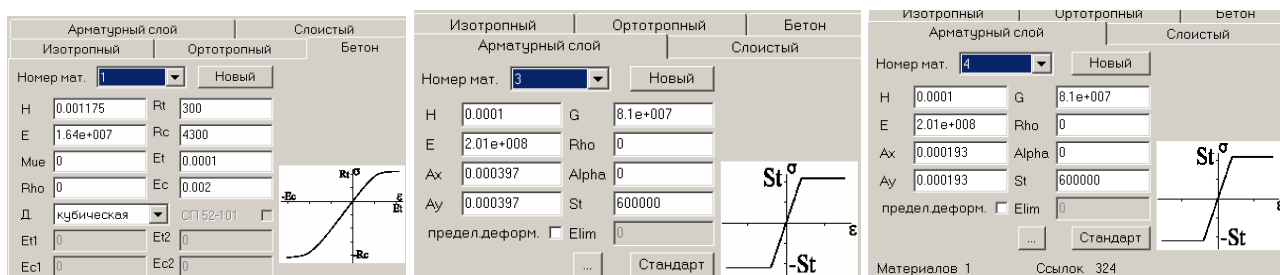 Арматурный слой Слоистый
Изотропный Ортотропный Бетон
Номер мат. 1 Новый
H 0.001175 Rt 300
E 1.64e+007 Rc 4300
Mue 0 Et 0.0001
Rho 0 Ec 0.002
Д кубическая СП 52-101
Et1 0 Et2 0
Ec1 0 Ec2 0
Rt σ
-Ec ε
Et
-Rc
Изотропный Ортотропный Бетон
Арматурный слой Слоистый
Номер мат. 3 Новый
H 0.0001 G 8.1e+007
E 2.01e+008 Rho 0
Ax 0.000397 Alpha 0
Ay 0.000397 St 600000
предел.деформ. Elim 0
... Стандарт
St σ
ε
-St
Изотропный Ортотропный Бетон
Арматурный слой Слоистый
Номер мат. 4 Новый
H 0.0001 G 8.1e+007
E 2.01e+008 Rho 0
Ax 0.000193 Alpha 0
Ay 0.000193 St 600000
предел.деформ. Elim 0
... Стандарт
St σ
ε
-St
Материалов 1 Ссылок 324